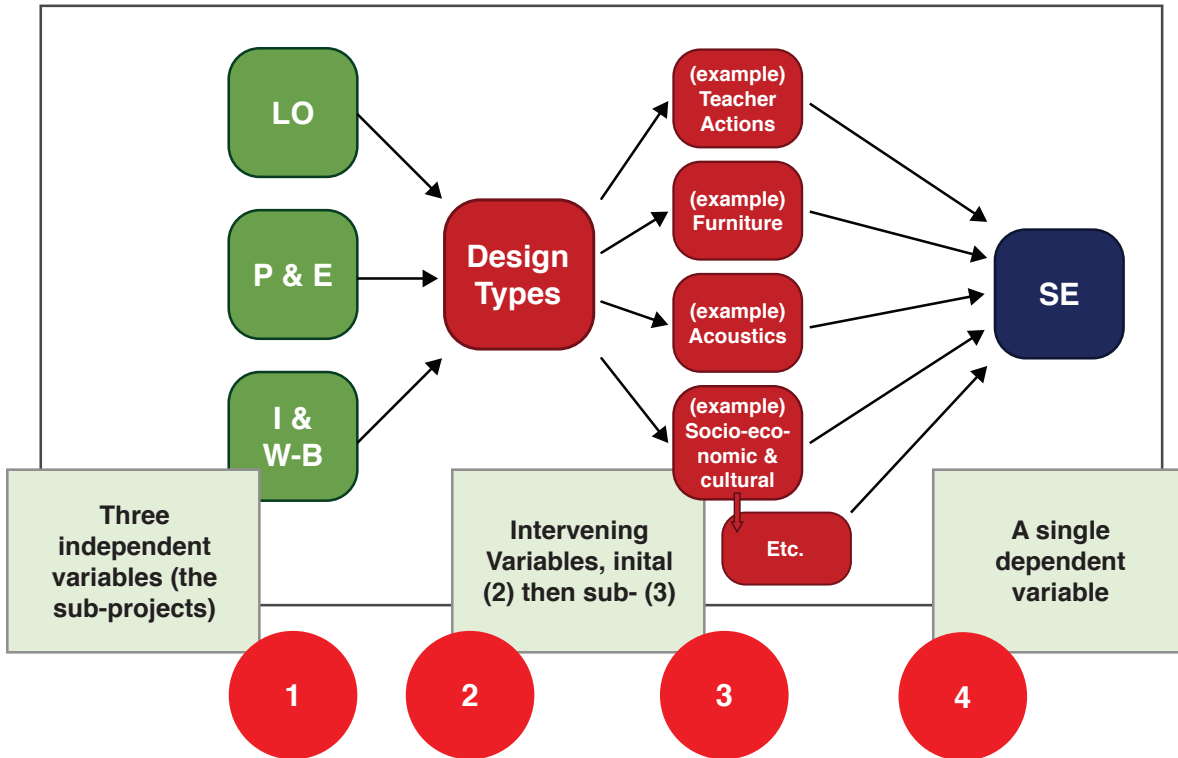 LO
P & E
I &
W-B
Design
Types
(example)
Teacher
Actions
(example)
Furniture
(example)
Acoustics
(example)
Socio-eco-
nomic &
cultural
Etc.
SE
Three
independent
variables (the
sub-projects)
Intervening
Variables, inital
(2) then sub- (3)
A single
dependent
variable
1
2
3
4